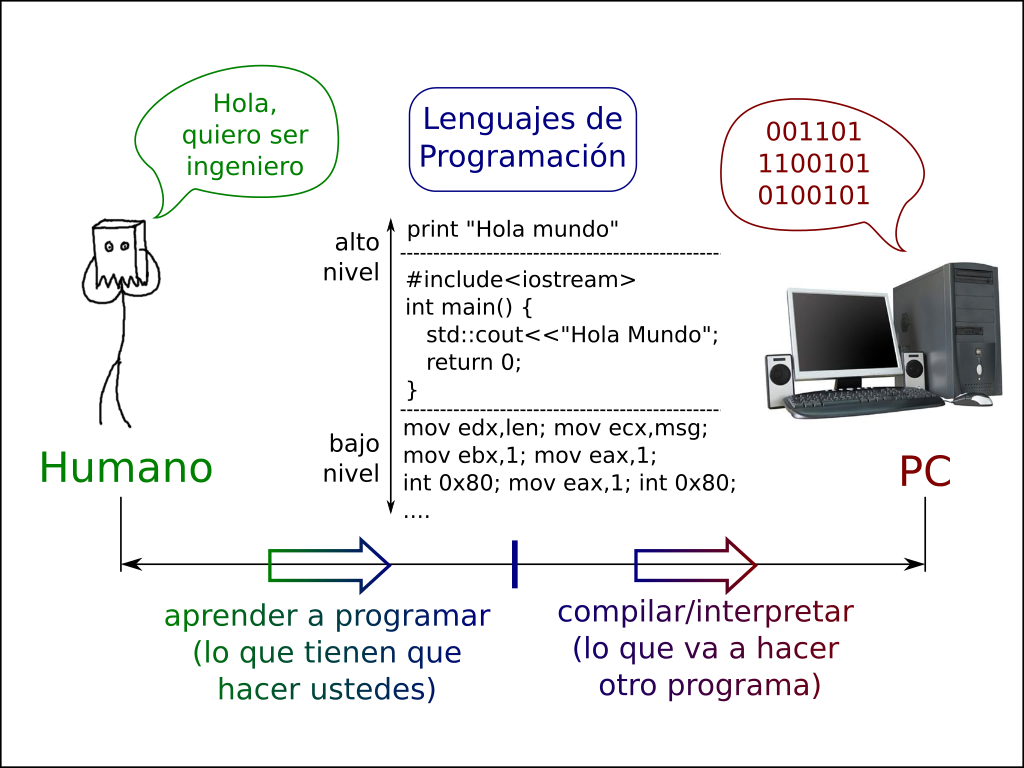 Hola,
quiero ser
ingeniero
Lenguajes de
Programación
001101
1100101
0100101
alto
nivel
print "Hola mundo"
#include<iostream>
int main() {
std::cout<<"Hola Mundo";
return 0;
}
bajo
nivel
mov edx,len; mov ecx,msg;
mov ebx,1; mov eax,1;
int 0x80; mov eax,1; int 0x80;
....
Humano
PC
aprender a programar
(lo que tienen que
hacer ustedes)
compilar/interpretar
(lo que va a hacer
otro programa)